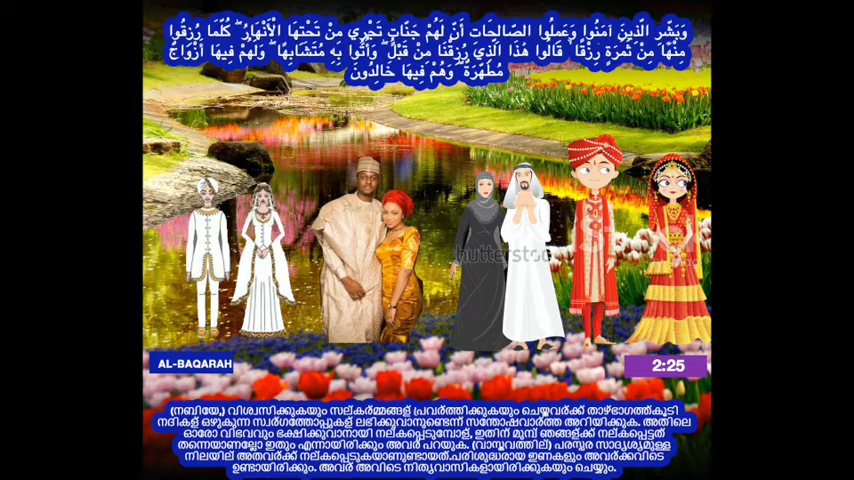 وَبَشِّرِ الَّذِينَ آمَنُوا وَعَمِلُوا الصَّالِحَاتِ أَنَّ لَهُمْ جَنَّاتٍ تَجْرِي مِنْ تَحْتِهَا الْأَنْهَارُ ۖ كُلَّمَا رُزِقُوا
مِنْهَا مِنْ ثَمَرَةٍ رِزْقًا ۙ قَالُوا هَٰذَا الَّذِي رُزِقْنَا مِنْ قَبْلُ ۖ وَأُتُوا بِهِ مُتَشَابِهًا ۖ وَلَهُمْ فِيهَا أَزْوَاجٌ
مُطَهَّرَةٌ ۖ وَهُمْ فِيهَا خَالِدُونَ
shutterstock
AL-BAQARAH
2:25
(നബിയേ,) വിശ്വസിക്കുകയും സല്കര്‍മ്മങ്ങള്‍ പ്രവര്‍ത്തിക്കുകയും ചെയ്തവര്‍ക്ക് താഴ്ഭാഗത്ത്കൂടി
നദികള്‍ ഒഴുകുന്ന സ്വര്‍ഗത്തോപ്പുകള്‍ ലഭിക്കുവാനുണ്ടെന്ന് സന്തോഷവാര്‍ത്ത അറിയിക്കുക. അതിലെ
ഓരോ വിഭവവും ഭക്ഷിക്കുവാനായി നല്കപ്പെടുമ്പോള്‍, ഇതിന് മുമ്പ് ഞങ്ങള്‍ക്ക് നല്കപ്പെട്ടത്
തന്നെയാണല്ലോ ഇതും എന്നായിരിക്കും അവര്‍ പറയുക. (വാസ്തവത്തില്‍) പരസ്പര സാദൃശ്യമുള്ള
നിലയില്‍ അതവര്‍ക്ക് നല്കപ്പെടുകയാണുണ്ടായത്.പരിശുദ്ധരായ ഇണകളും അവര്‍ക്കവിടെ
ഉണ്ടായിരിക്കും. അവര്‍ അവിടെ നിത്യവാസികളായിരിക്കുകയും ചെയ്യും.